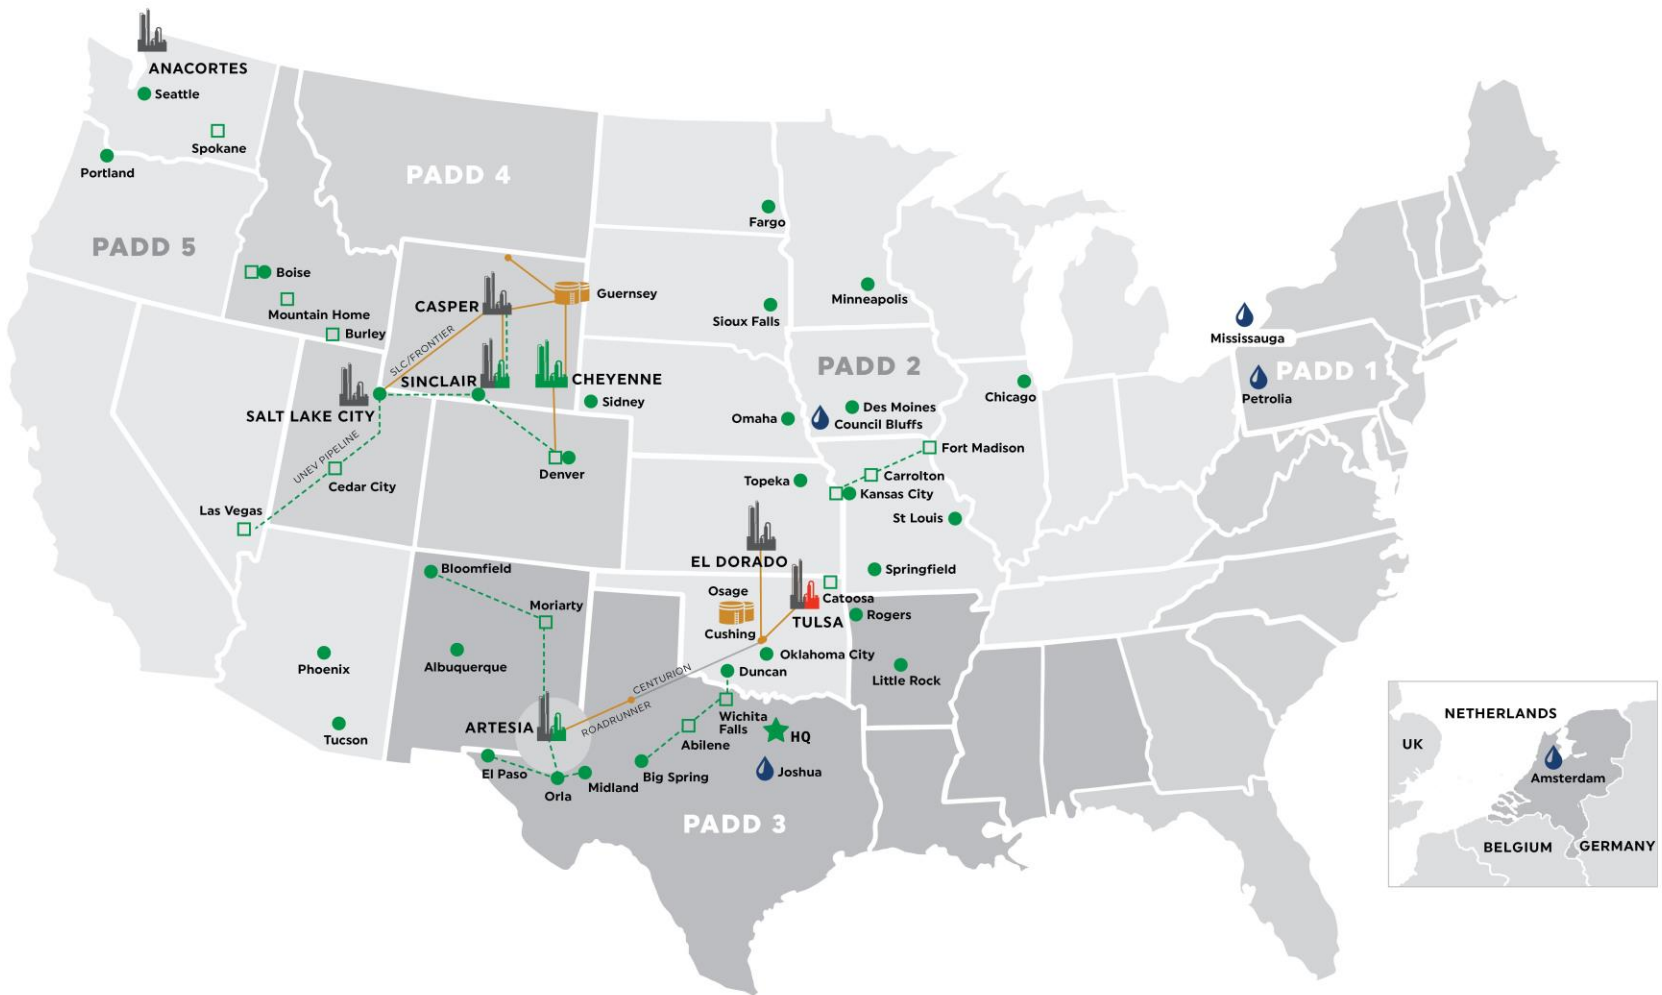 ANACORTES
Seattle
Spokane
Portland
PADD 4
PADD 5
Fargo
Boise
Mountain Home
Burley
CASPER
Guernsey
SLC/FRONTIER
Sioux Falls
Minneapolis
Mississauga
PADD 2
PADD 1
Petrolia
SINCLAIR
CHEYENNE
Sidney
SALT LAKE CITY
Chicago
Omaha
Des Moines
Council Bluffs
UNEV PIPELINE
Cedar City
Denver
Fort Madison
Carrolton
Topeka
Kansas City
Las Vegas
St Louis
EL DORADO
Springfield
Bloomfield
Osage
Catoosa
Moriarty
Cushing
TULSA
Rogers
Phoenix
Albuquerque
Oklahoma City
Duncan
Little Rock
CENTURION
ROADRUNNER
ARTESIA
Tucson
Wichita
Falls
HQ
Abilene
El Paso
Midland
Big Spring
Joshua
Orla
PADD 3
NETHERLANDS
UK
Amsterdam
BELGIUM
GERMANY